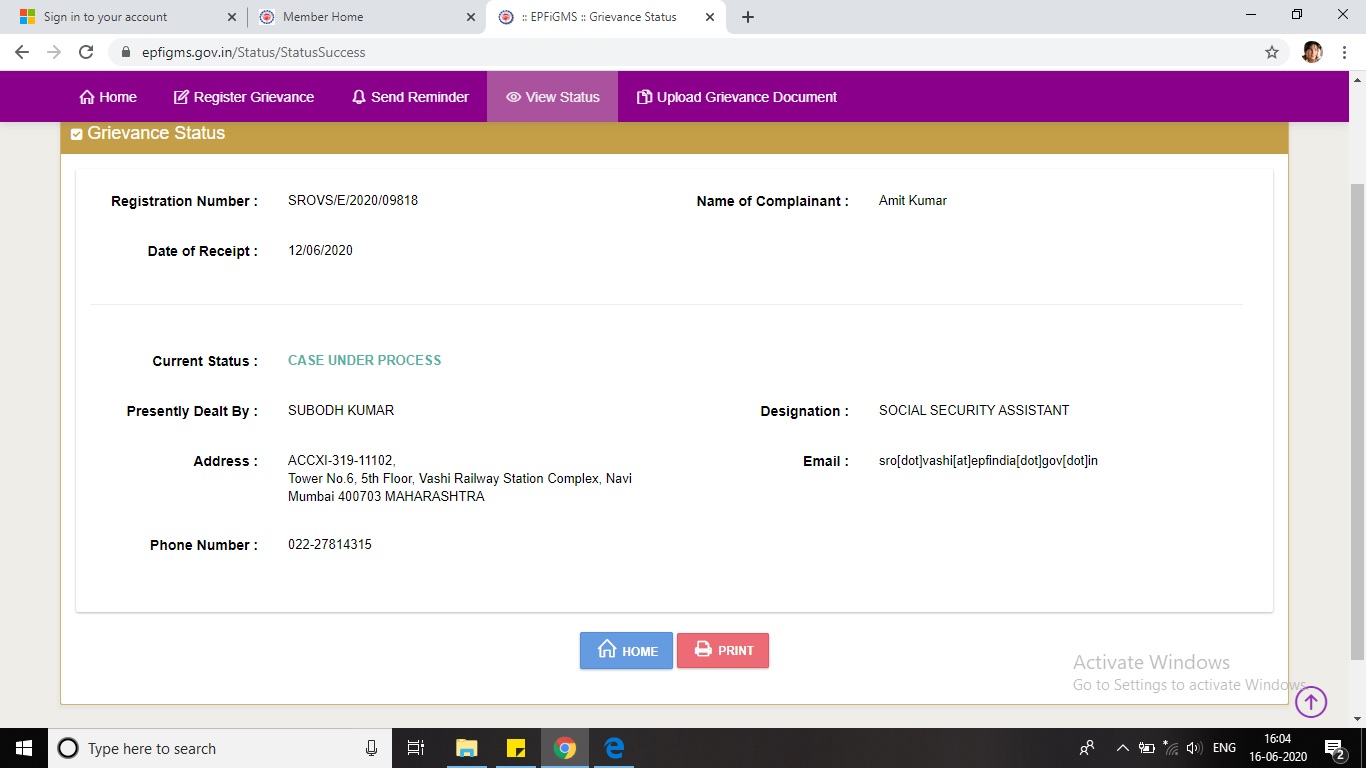 Sign in to your account
Member Home
:: EPFiGMS :: Grievance Status
epfigms.gov.in/Status/StatusSuccess
Home
Register Grievance
Send Reminder
View Status
Upload Grievance Document
Grievance Status
Registration Number : SROVS/E/2020/09818
Name of Complainant : Amit Kumar
Date of Receipt : 12/06/2020
Current Status : CASE UNDER PROCESS
Presently Dealt By : SUBODH KUMAR
Designation : SOCIAL SECURITY ASSISTANT
Address : ACCXI-319-11102,
Tower No.6, 5th Floor, Vashi Railway Station Complex, Navi
Mumbai 400703 MAHARASHTRA
Email : sro[dot]vashi[at]epfindia[dot]gov[dot]in
Phone Number : 022-27814315
HOME
PRINT
Activate Windows
Go to Settings to activate Windows.
Type here to search
ENG
16:04
16-06-2020
2